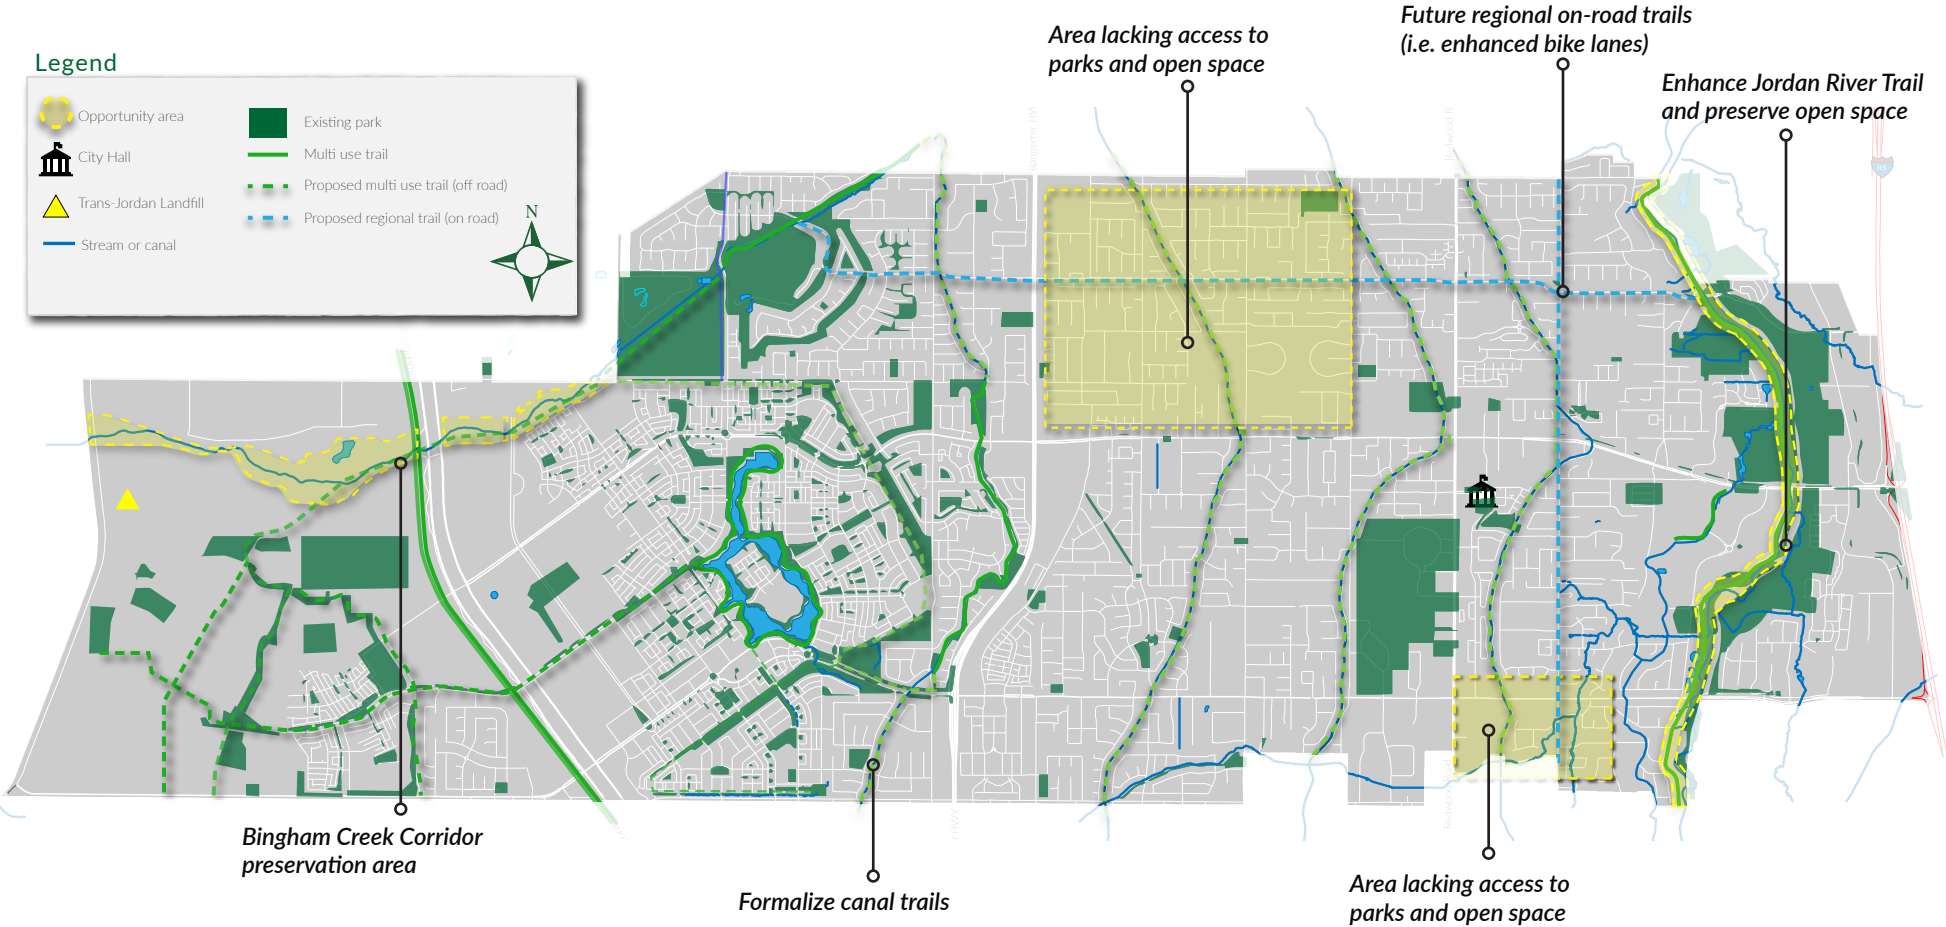 Future regional on-road trails
(i.e. enhanced bike lanes)
Area lacking access to
parks and open space
Enhance Jordan River Trail
and preserve open space
Legend
Opportunity area
City Hall
Trans-Jordan Landfill
Stream or canal
Existing park
Multi use trail
Proposed multi use trail (off road)
Proposed regional trail (on road)
N
Bingham Creek Corridor
preservation area
Formalize canal trails
Area lacking access to
parks and open space